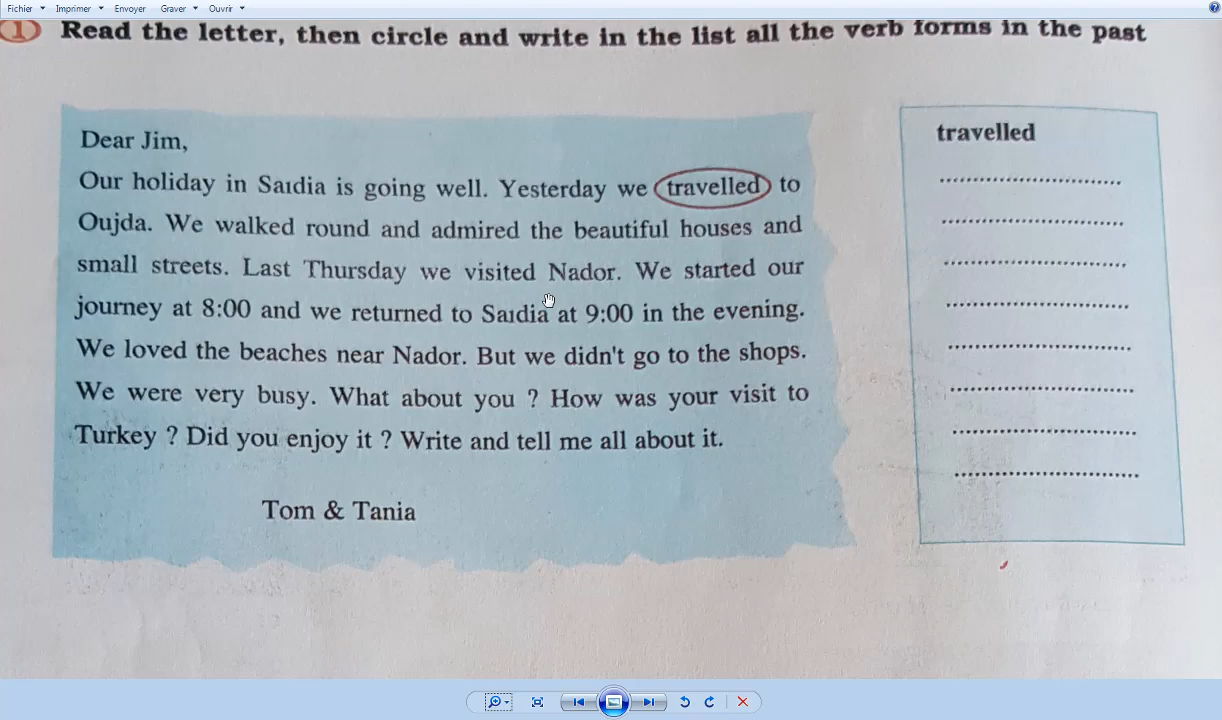 Fichier Imprimer Envoyer Graver Ouvrir
1 Read the letter, then circle and write in the list all the verb forms in the past
Dear Jim,
Our holiday in Saıdia is going well. Yesterday we travelled to
Oujda. We walked round and admired the beautiful houses and
small streets. Last Thursday we visited Nador. We started our
journey at 8:00 and we returned to Saıdia at 9:00 in the evening.
We loved the beaches near Nador. But we didn't go to the shops.
We were very busy. What about you ? How was your visit to
Turkey ? Did you enjoy it ? Write and tell me all about it.
Tom & Tania
travelled